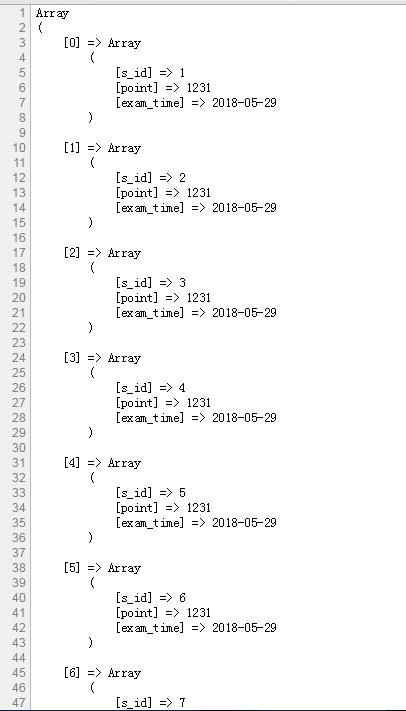 1 Array
2 (
3     [0] => Array
4         (
5             [s_id] => 1
6             [point] => 1231
7             [exam_time] => 2018-05-29
8         )
9
10     [1] => Array
11         (
12             [s_id] => 2
13             [point] => 1231
14             [exam_time] => 2018-05-29
15         )
16
17     [2] => Array
18         (
19             [s_id] => 3
20             [point] => 1231
21             [exam_time] => 2018-05-29
22         )
23
24     [3] => Array
25         (
26             [s_id] => 4
27             [point] => 1231
28             [exam_time] => 2018-05-29
29         )
30
31     [4] => Array
32         (
33             [s_id] => 5
34             [point] => 1231
35             [exam_time] => 2018-05-29
36         )
37
38     [5] => Array
39         (
40             [s_id] => 6
41             [point] => 1231
42             [exam_time] => 2018-05-29
43         )
44
45     [6] => Array
46         (
47             [s_id] => 7